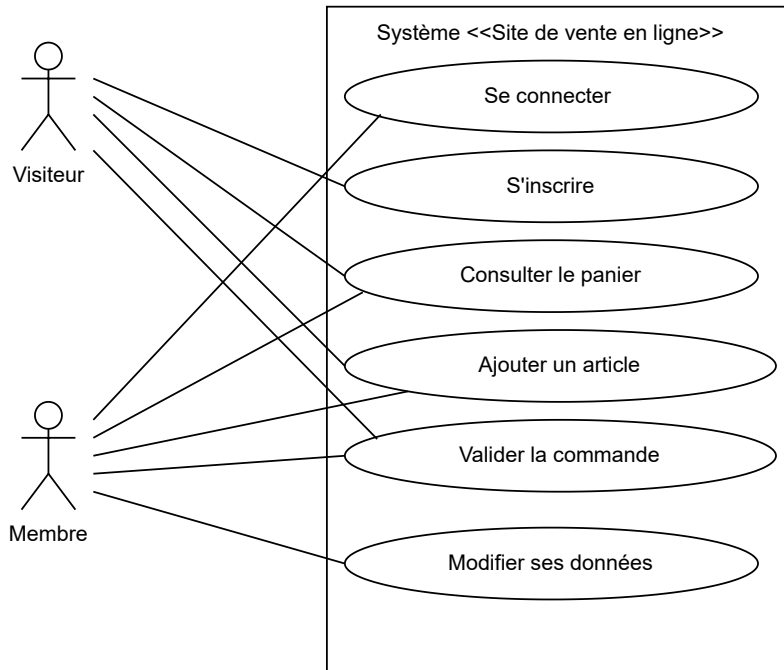 Système <<Site de vente en ligne>>
Se connecter
Visiteur
S'inscrire
Consulter le panier
Ajouter un article
Valider la commande
Membre
Modifier ses données